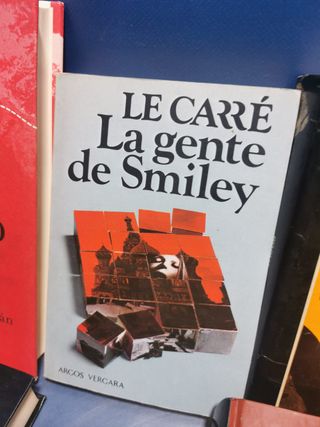 LE CARRÉ
La gente
de Smiley
ARGOS VERGARA